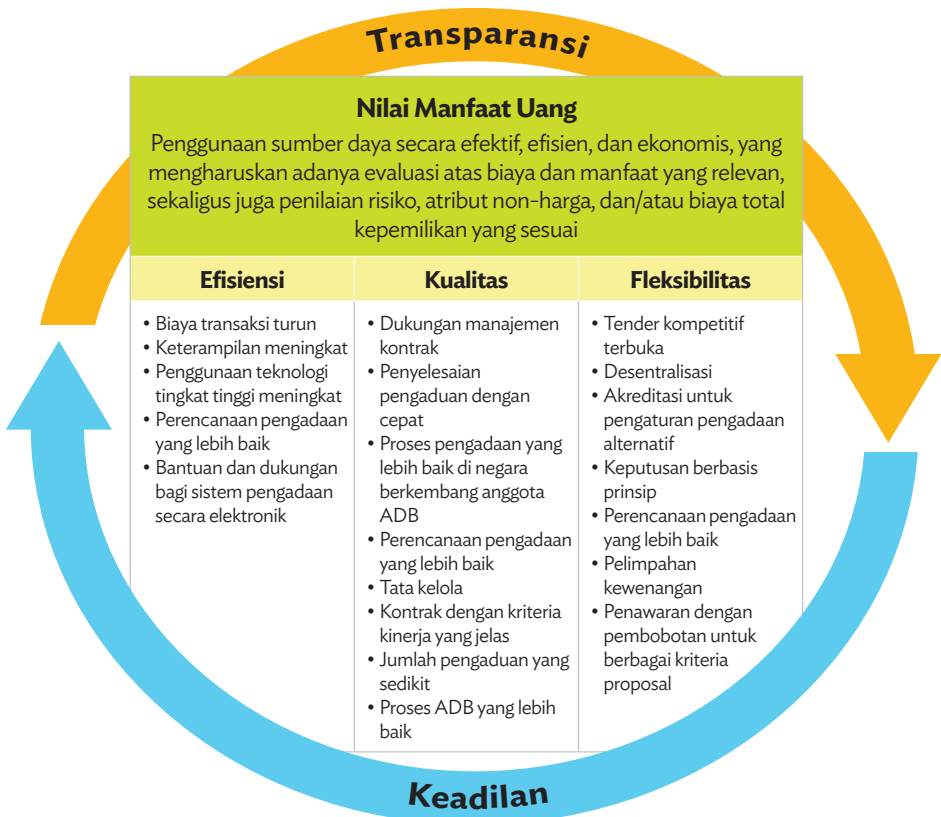 Transparansi
Nilai Manfaat Uang
Penggunaan sumber daya secara efektif, efisien, dan ekonomis, yang
mengharuskan adanya evaluasi atas biaya dan manfaat yang relevan,
sekaligus juga penilaian risiko, atribut non-harga, dan/atau biaya total
kepemilikan yang sesuai
Efisiensi
• Biaya transaksi turun
• Keterampilan meningkat
• Penggunaan teknologi
tingkat tinggi meningkat
• Perencanaan pengadaan
yang lebih baik
• Bantuan dan dukungan
bagi sistem pengadaan
secara elektronik
Kualitas
• Dukungan manajemen
kontrak
• Penyelesaian
pengaduan dengan
cepat
• Proses pengadaan yang
lebih baik di negara
berkembang anggota
ADB
• Perencanaan pengadaan
yang lebih baik
• Tata kelola
• Kontrak dengan kriteria
kinerja yang jelas
• Jumlah pengaduan yang
sedikit
• Proses ADB yang lebih
baik
Fleksibilitas
• Tender kompetitif
terbuka
• Desentralisasi
• Akreditasi untuk
pengaturan pengadaan
alternatif
• Keputusan berbasis
prinsip
• Perencanaan pengadaan
yang lebih baik
• Pelimpahan
kewenangan
• Penawaran dengan
pembobotan untuk
berbagai kriteria
proposal
Keadilan